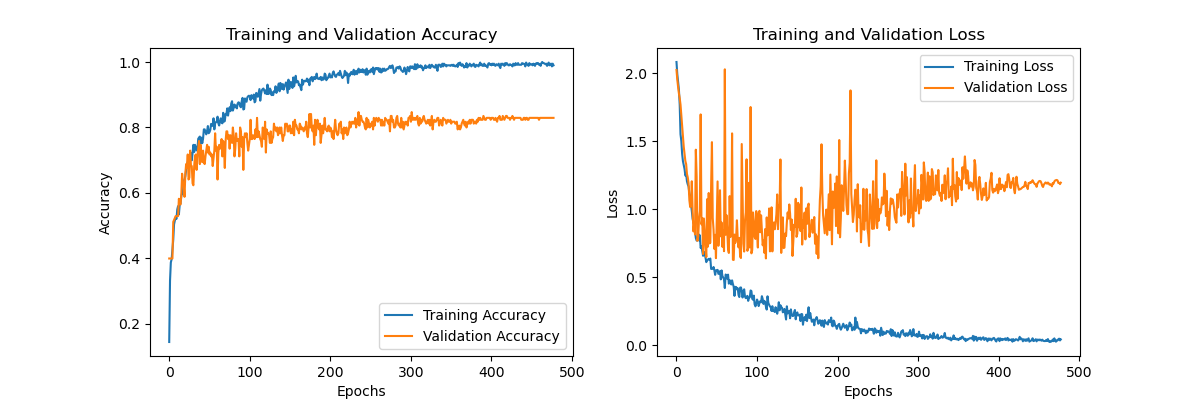 Training and Validation Accuracy
Accuracy
1.0
0.8
0.6
0.4
0.2
0
100
200
300
400
500
Epochs
Training Accuracy
Validation Accuracy
Training and Validation Loss
Loss
2.0
1.5
1.0
0.5
0.0
0
100
200
300
400
500
Epochs
Training Loss
Validation Loss